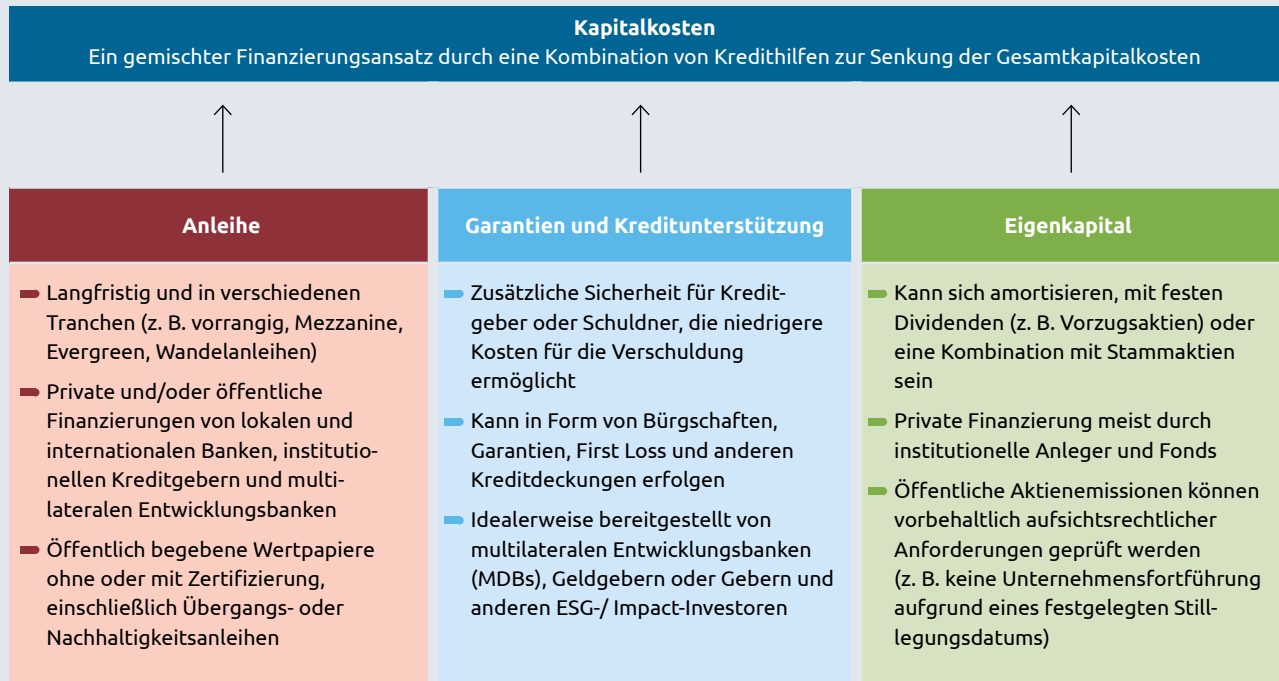 Kapitalkosten
Ein gemischter Finanzierungsansatz durch eine Kombination von Kredithilfen zur Senkung der Gesamtkapitalkosten
Anleihe
Langfristig und in verschiedenen
Tranchen (z. B. vorrangig, Mezzanine,
Evergreen, Wandelanleihen)
Private und/oder öffentliche
Finanzierungen von lokalen und
internationalen Banken, institutio-
nellen Kreditgebern und multi-
lateralen Entwicklungsbanken
Öffentlich begebene Wertpapiere
ohne oder mit Zertifizierung,
einschließlich Übergangs- oder
Nachhaltigkeitsanleihen
Garantien und Kreditunterstützung
Zusätzliche Sicherheit für Kredit-
geber oder Schuldner, die niedrigere
Kosten für die Verschuldung
ermöglicht
Kann in Form von Bürgschaften,
Garantien, First Loss und anderen
Kreditdeckungen erfolgen
Idealerweise bereitgestellt von
multilateralen Entwicklungsbanken
(MDBs), Geldgebern oder Gebern und
anderen ESG-/ Impact-Investoren
Eigenkapital
Kann sich amortisieren, mit festen
Dividenden (z. B. Vorzugsaktien) oder
eine Kombination mit Stammaktien
sein
Private Finanzierung meist durch
institutionelle Anleger und Fonds
Öffentliche Aktienemissionen können
vorbehaltlich aufsichtsrechtlicher
Anforderungen geprüft werden
(z. B. keine Unternehmensfortführung
aufgrund eines festgelegten Still-
legungsdatums)